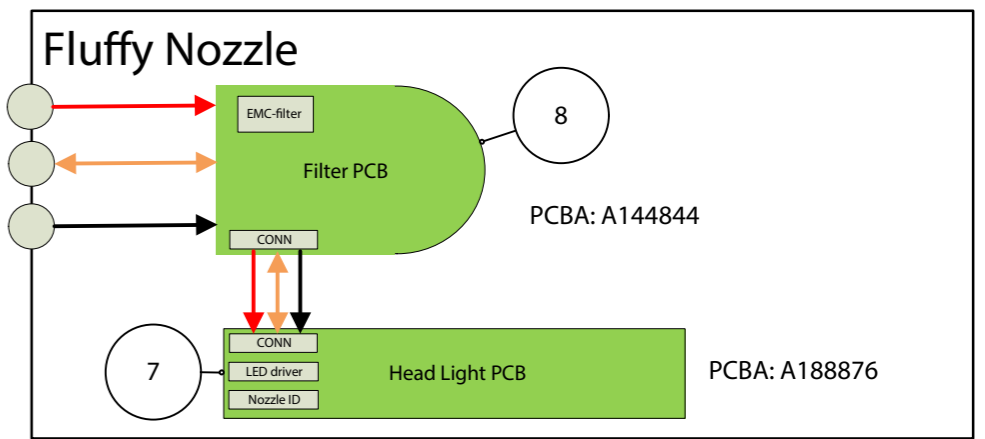 Fluffy Nozzle
EMC-filter
8
Filter PCB
PCBA: A144844
CONN
CONN
7
LED driver
Head Light PCB
PCBA: A188876
Nozzle ID